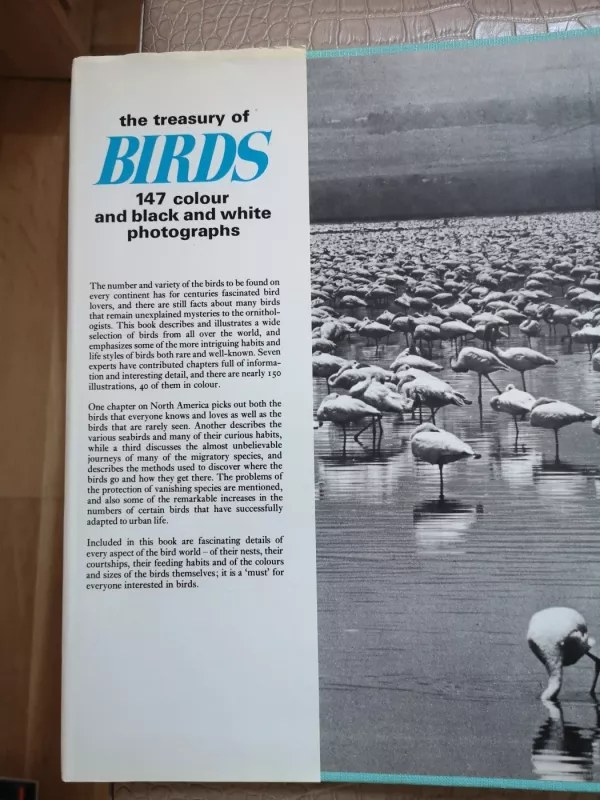 the treasury of
BIRDS
147 colour
and black and white
photographs
The number and variety of the birds to be found on
every continent has for centuries fascinated bird
lovers, and there are still facts about many birds
that remain unexplained mysteries to the ornithol-
ogists. This book describes and illustrates a wide
selection of birds from all over the world, and
emphasizes some of the more intriguing habits and
life styles of birds both rare and well-known. Seven
experts have contributed chapters full of informa-
tion and interesting detail, and there are nearly 150
illustrations, 40 of them in colour.
One chapter on North America picks out both the
birds that everyone knows and loves as well as the
birds that are rarely seen. Another describes the
various seabirds and many of their curious habits,
while a third discusses the almost unbelievable
journeys of many of the migratory species, and
describes the methods used to discover where the
birds go and how they get there. The problems of
the protection of vanishing species are mentioned,
and also some of the remarkable increases in the
numbers of certain birds that have successfully
adapted to urban life.
Included in this book are fascinating details of
every aspect of the bird world – of their nests, their
courtships, their feeding habits and of the colours
and sizes of the birds themselves; it is a ‘must’ for
everyone interested in birds.